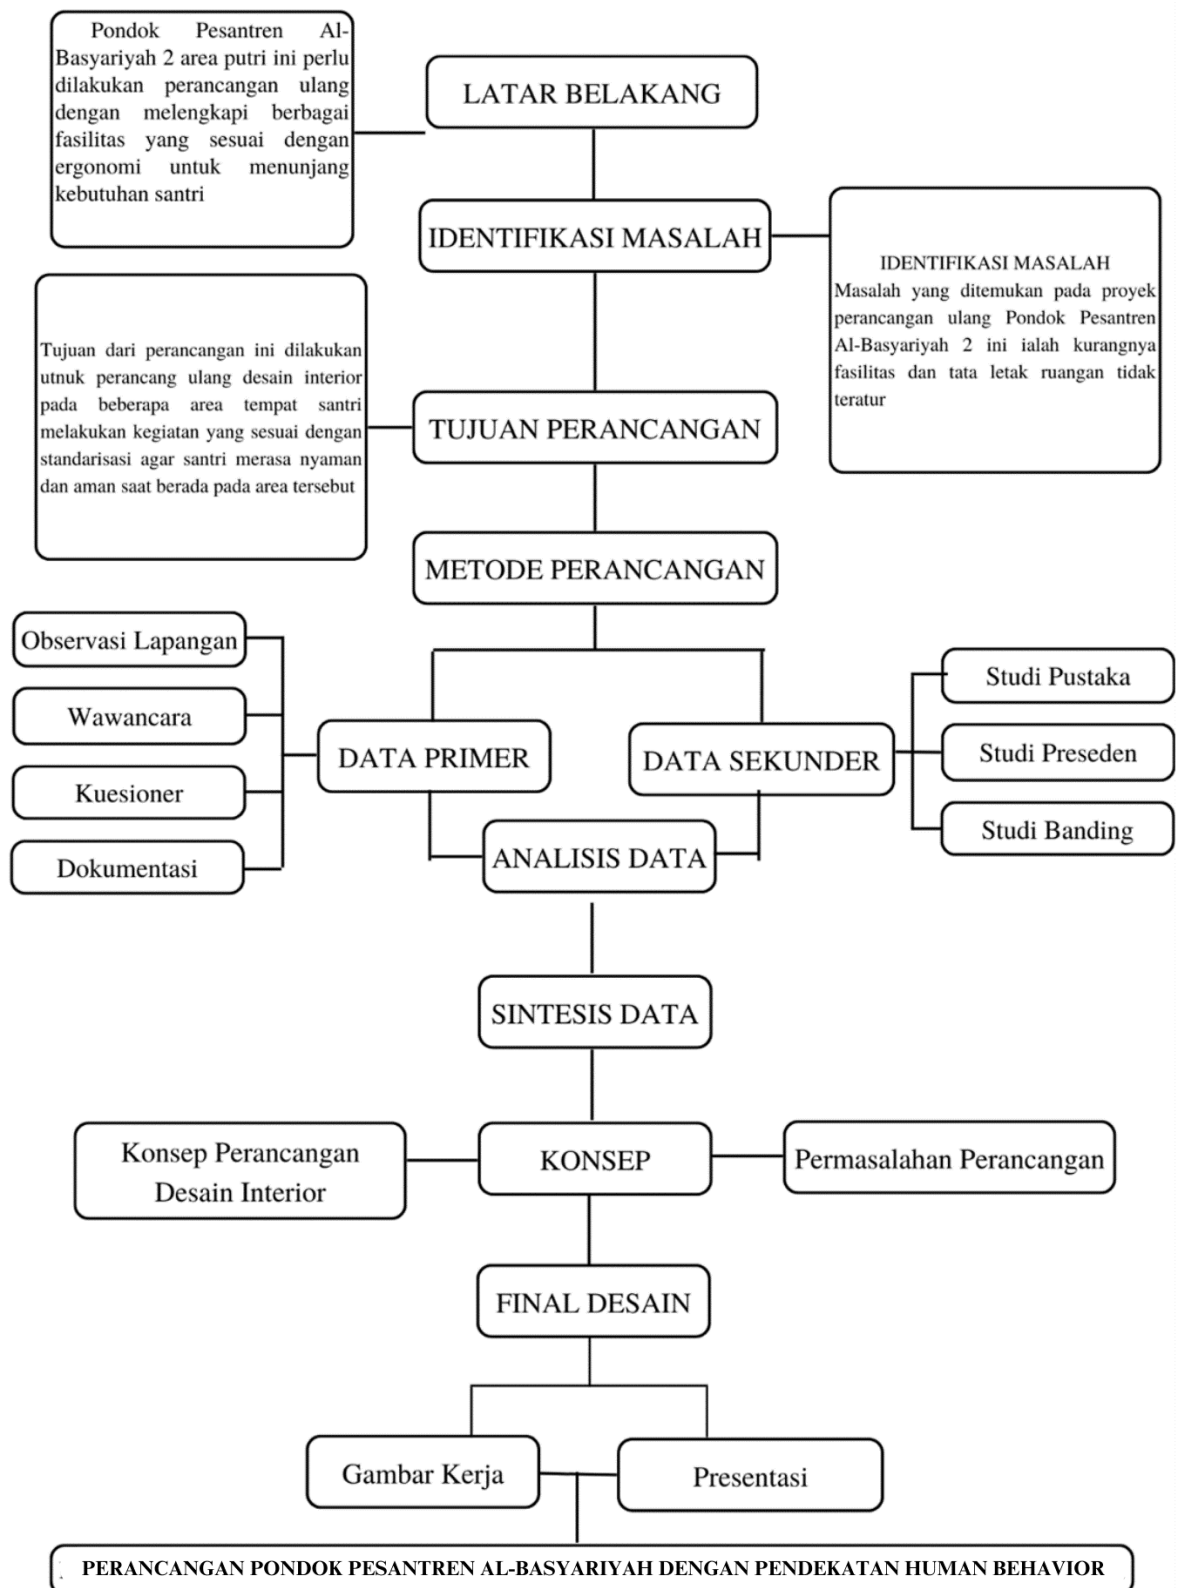 Pondok Pesantren Al-
Basyariyah 2 area putri ini perlu
dilakukan perancangan ulang
dengan melengkapi berbagai
fasilitas yang sesuai dengan
ergonomi untuk menunjang
kebutuhan santri
LATAR BELAKANG
IDENTIFIKASI MASALAH
IDENTIFIKASI MASALAH
Masalah yang ditemukan pada proyek
perancangan ulang Pondok Pesantren
Al-Basyariyah 2 ini ialah kurangnya
fasilitas dan tata letak ruangan tidak
teratur
Tujuan dari perancangan ini dilakukan
utnuk perancang ulang desain interior
pada beberapa area tempat santri
melakukan kegiatan yang sesuai dengan
standarisasi agar santri merasa nyaman
dan aman saat berada pada area tersebut
TUJUAN PERANCANGAN
METODE PERANCANGAN
Observasi Lapangan
Wawancara
Kuesioner
Dokumentasi
DATA PRIMER
DATA SEKUNDER
Studi Pustaka
Studi Preseden
Studi Banding
ANALISIS DATA
SINTESIS DATA
Konsep Perancangan
Desain Interior
KONSEP
Permasalahan Perancangan
FINAL DESAIN
Gambar Kerja
Presentasi
PERANCANGAN PONDOK PESANTREN AL-BASYARIYAH DENGAN PENDEKATAN HUMAN BEHAVIOR